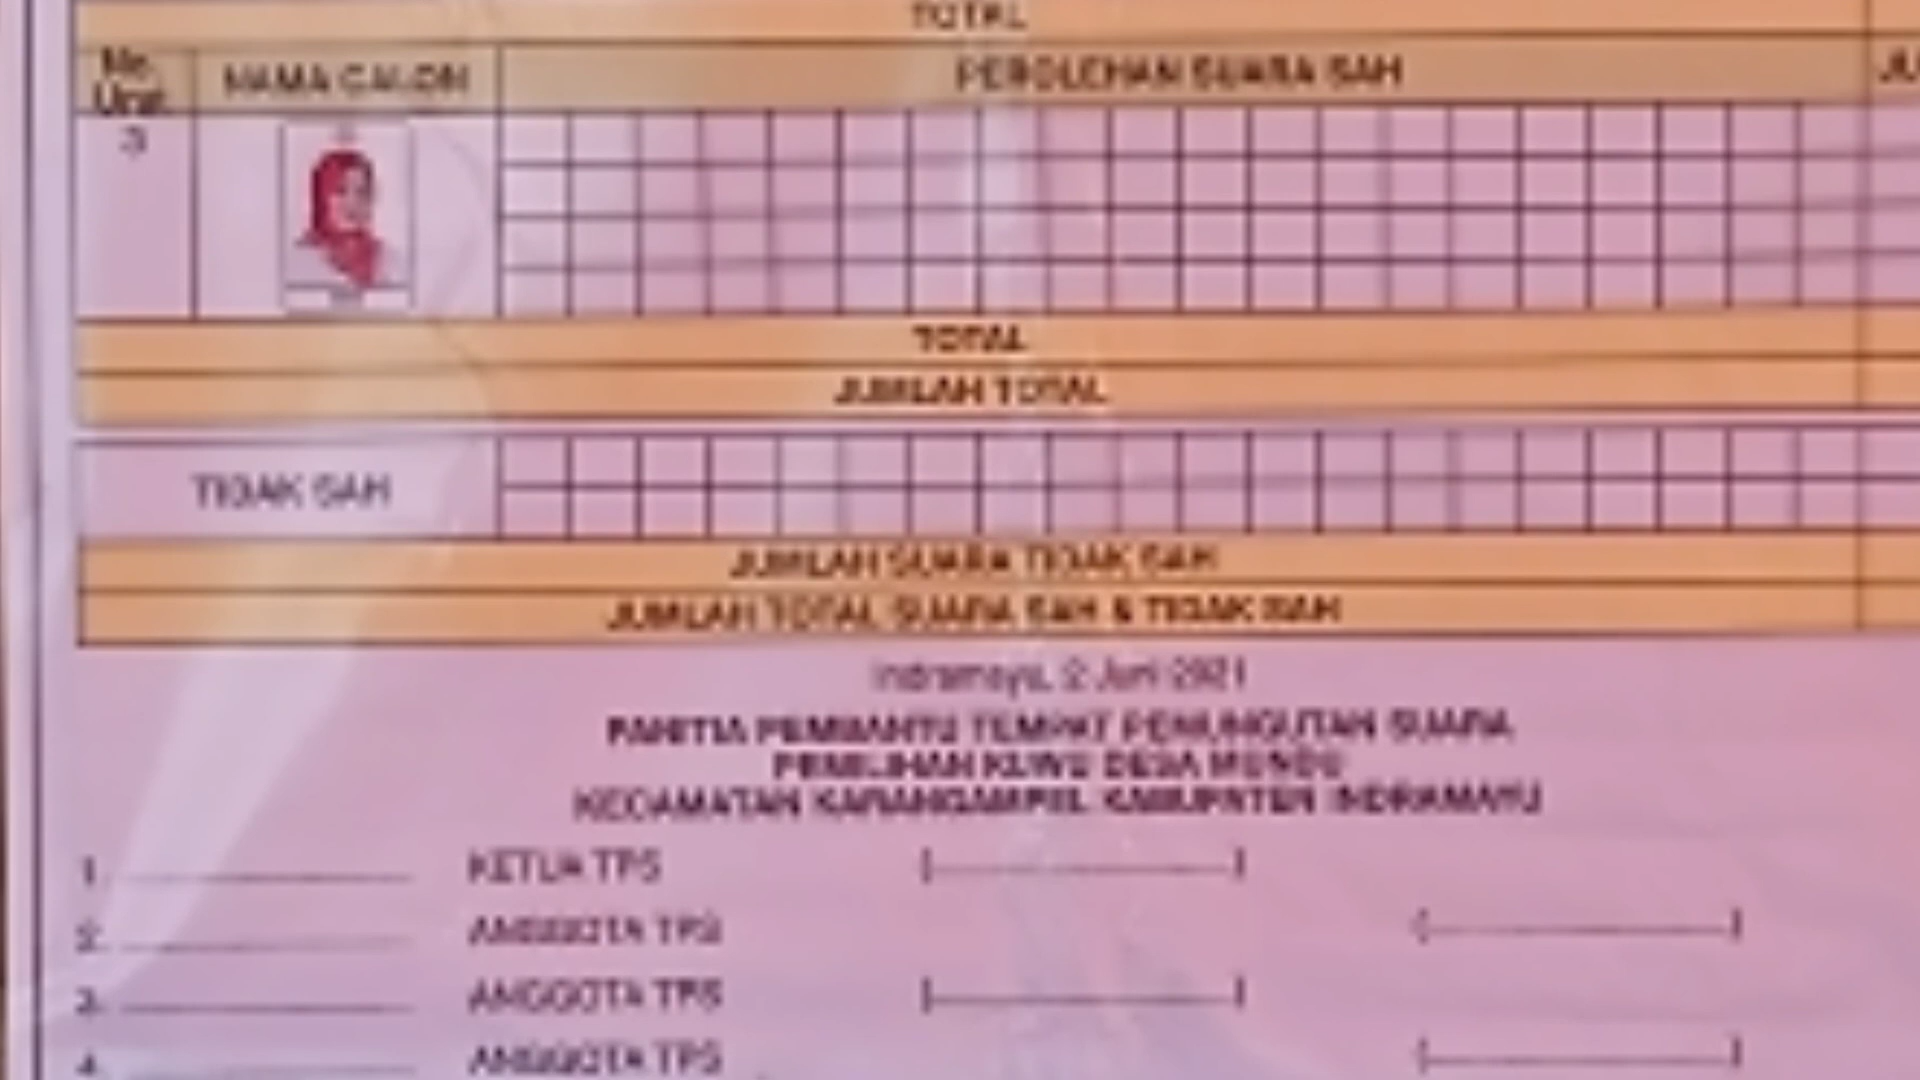 TOTAL
No. Urut NAMA CALON PEROLEHAN SUARA SAH JU
3
TOTAL
JUMLAH TOTAL
TIDAK SAH
JUMLAH SUARA TIDAK SAH
JUMLAH TOTAL SUARA SAH & TIDAK SAH
Indramayu, 2 Juni 2021
PANITIA PEMBANTU TEMPAT PEMUNGUTAN SUARA
PEMILIHAN KUWU DESA MUNDU
KECAMATAN KARANGAMPEL KABUPATEN INDRAMAYU
1. KETUA TPS
2. ANGGOTA TPS
3. ANGGOTA TPS
4. ANGGOTA TPS